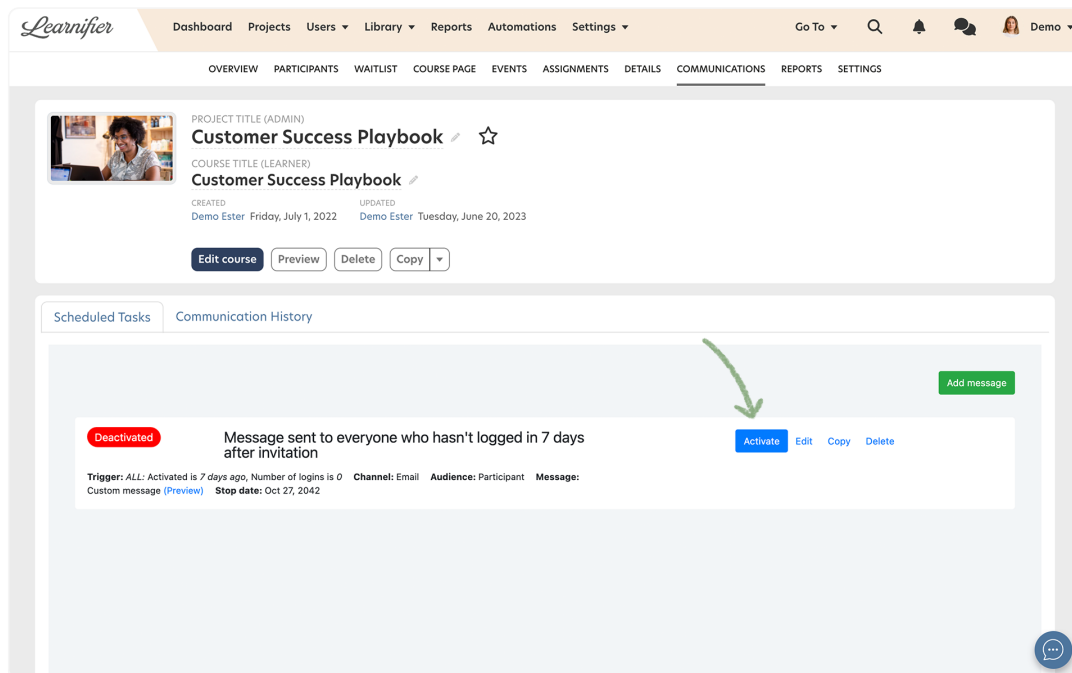 Learnifier
Dashboard Projects Users Library Reports Automations Settings Go To Demo
OVERVIEW PARTICIPANTS WAITLIST COURSE PAGE EVENTS ASSIGNMENTS DETAILS COMMUNICATIONS REPORTS SETTINGS
PROJECT TITLE (ADMIN)
Customer Success Playbook
COURSE TITLE (LEARNER)
Customer Success Playbook
CREATED UPDATED
Demo Ester Friday, July 1, 2022 Demo Ester Tuesday, June 20, 2023
Edit course Preview Delete Copy
Scheduled Tasks Communication History
Add message
Deactivated Message sent to everyone who hasn't logged in 7 days Activate Edit Copy Delete
after invitation
Trigger: ALL: Activated is 7 days ago, Number of logins is 0 Channel: Email Audience: Participant Message:
Custom message (Preview) Stop date: Oct 27, 2042